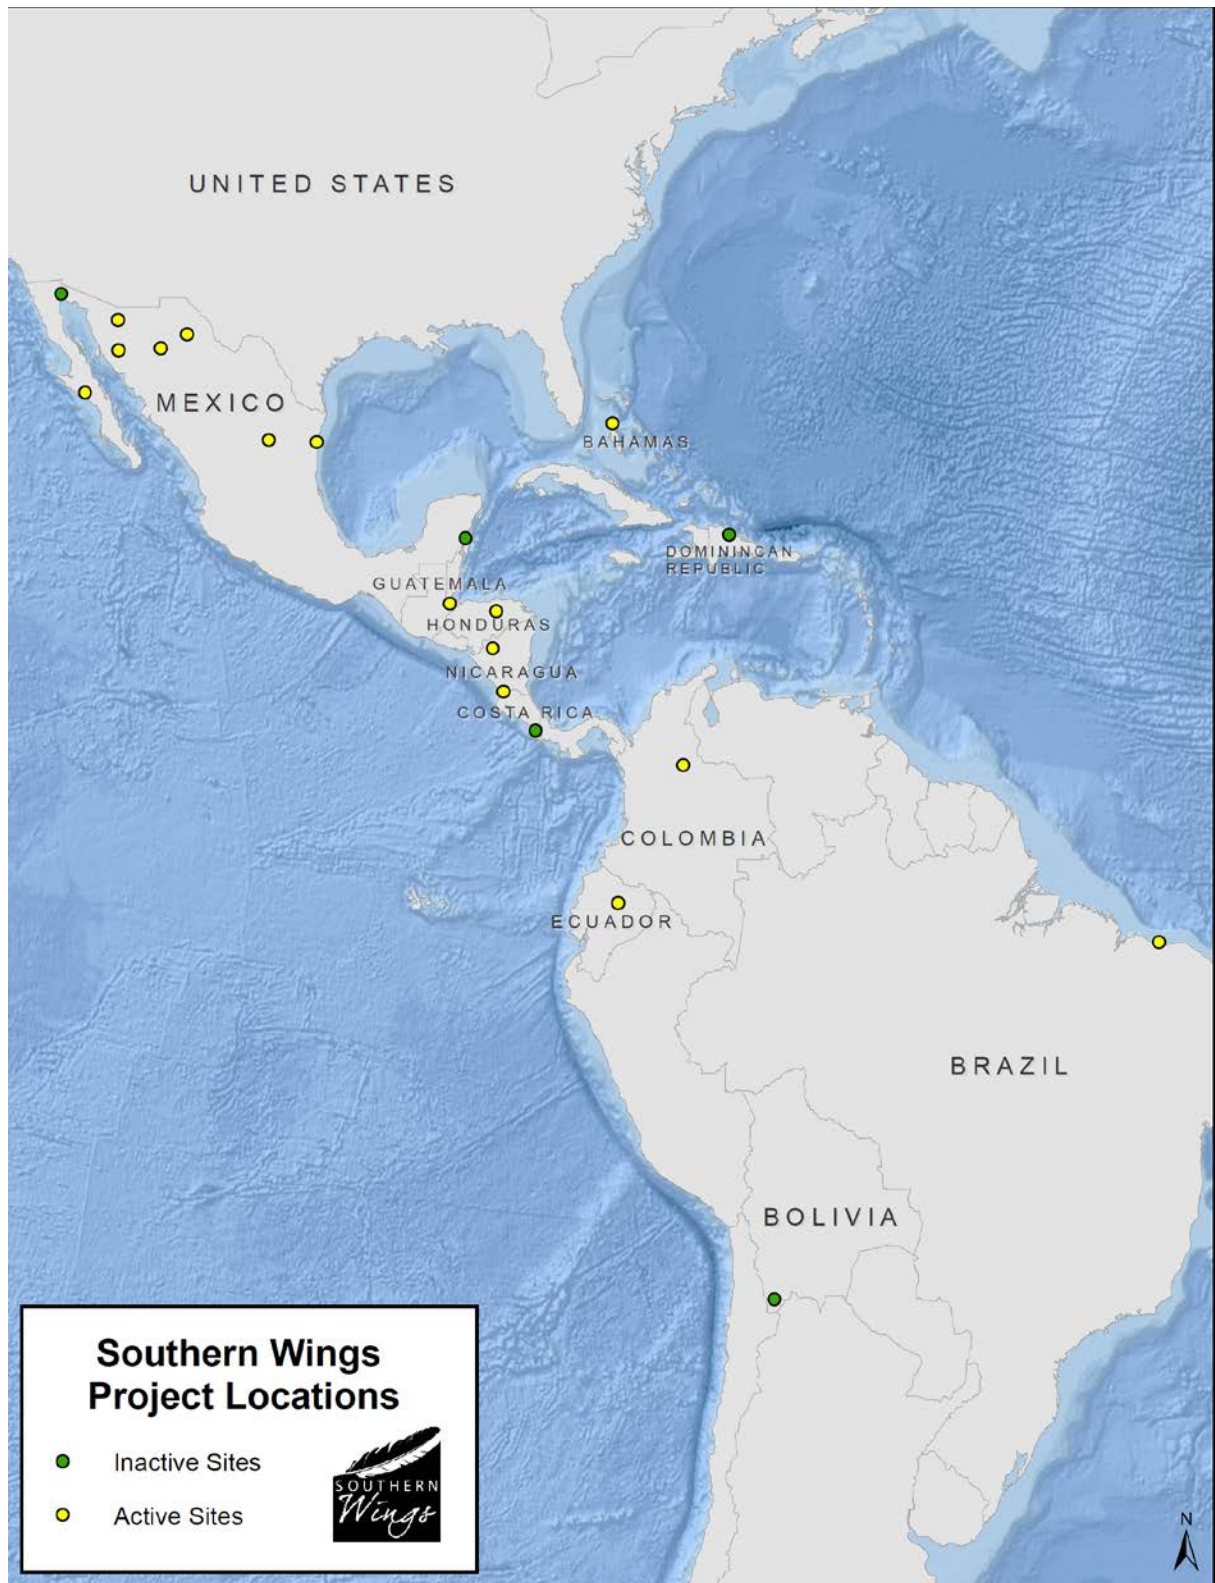 UNITED STATES
MEXICO
BAHAMAS
DOMININCAN
REPUBLIC
GUATEMALA
HONDURAS
NICARAGUA
COSTA RICA
COLOMBIA
ECUADOR
BRAZIL
BOLIVIA
Southern Wings
Project Locations
Inactive Sites
Active Sites
SOUTHERN
Wings
N